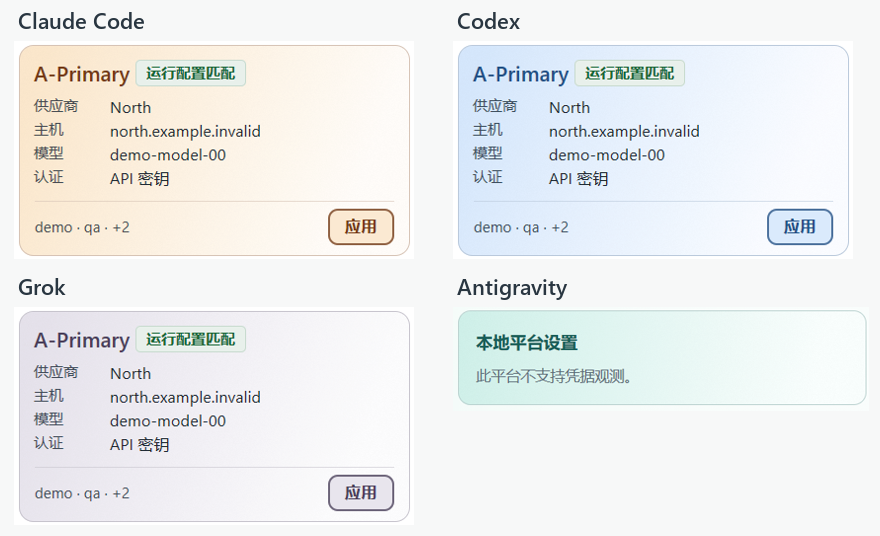 Claude Code
A-Primary 运行配置匹配
供应商 North
主机 north.example.invalid
模型 demo-model-00
认证 API 密钥
demo · qa · +2 应用
Codex
A-Primary 运行配置匹配
供应商 North
主机 north.example.invalid
模型 demo-model-00
认证 API 密钥
demo · qa · +2 应用
Grok
A-Primary 运行配置匹配
供应商 North
主机 north.example.invalid
模型 demo-model-00
认证 API 密钥
demo · qa · +2 应用
Antigravity
本地平台设置
此平台不支持凭据观测。